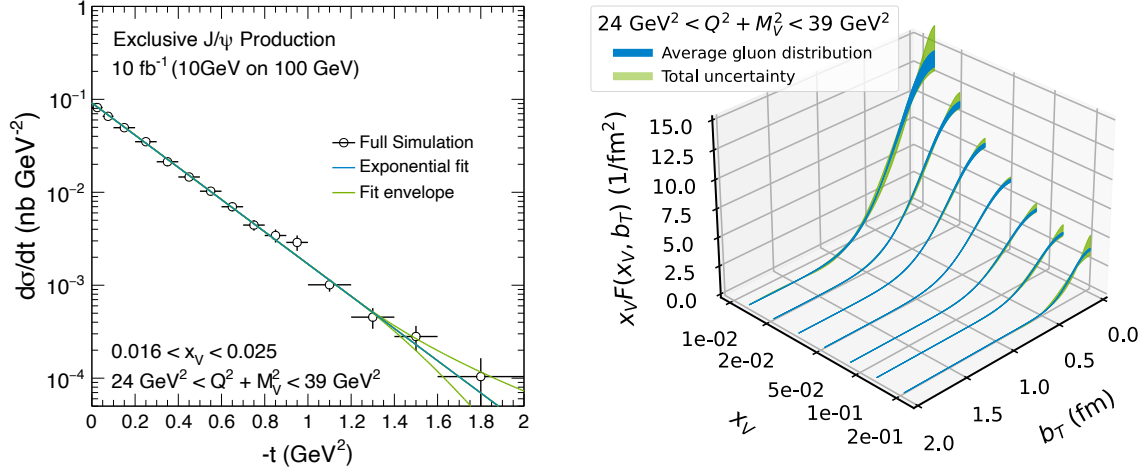 Exclusive J/ψ Production
10 fb⁻¹ (10GeV on 100 GeV)
Full Simulation
Exponential fit
Fit envelope
0.016 < x_V < 0.025
24 GeV² < Q² + M_V² < 39 GeV²
dσ/dt (nb GeV⁻²)
10⁻¹
10⁻²
10⁻³
10⁻⁴
0 0.2 0.4 0.6 0.8 1 1.2 1.4 1.6 1.8 2
-t (GeV²)
24 GeV² < Q² + M_V² < 39 GeV²
Average gluon distribution
Total uncertainty
x_V F(x_V, b_T) (1/fm²)
15.0
12.5
10.0
7.5
5.0
2.5
0.0
1e-02
2e-02
5e-02
1e-01
2e-01
x_V
0.0
0.5
1.0
1.5
2.0
b_T (fm)